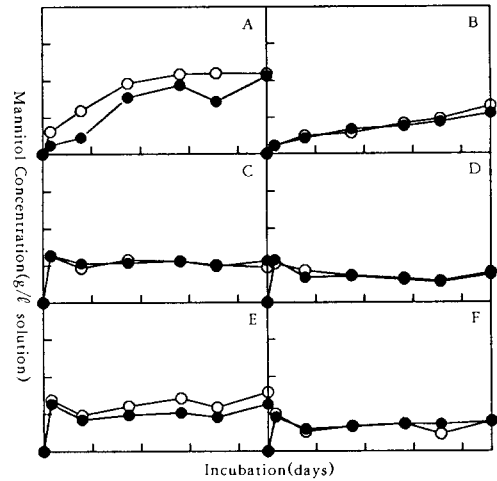 A
B
C
D
E
F
Mannitol Concentration(g/ℓ solution)
Incubation(days)